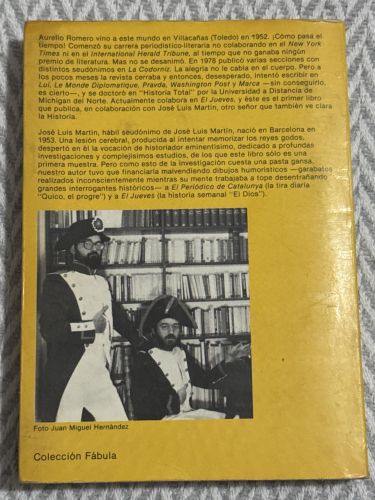 Aurelio Romero vino a este mundo en Villacañas (Toledo) en 1952. ¡Cómo pasa el
tiempo! Comenzó su carrera periodístico-literaria no colaborando en el New York
Times ni en el International Herald Tribune, al tiempo que no ganaba ningún
premio de literatura. Mas no se desanimó. En 1978 publicó varias secciones con
distintos seudónimos en La Codorniz. La alegría no le cabía en el cuerpo. Pero a
los pocos meses la revista cerraba y entonces, desesperado, intentó escribir en
Lui, Le Monde Diplomatique, Pravda, Washington Post y Marca —sin conseguirlo,
es cierto—, y se doctoró en "Historia Total" por la Universidad a Distancia de
Michigan del Norte. Actualmente colabora en El Jueves, y éste es el primer libro
que publica, en colaboración con José Luis Martín, otro señor que también ve clara
la Historia.
José Luis Martín, hábil seudónimo de José Luis Martín, nació en Barcelona en
1953. Una lesión cerebral, producida al intentar memorizar los reyes godos,
despertó en él la vocación de historiador eminentísimo, dedicado a profundas
investigaciones y complejísimos estudios, de los que este libro sólo es una
primera muestra. Pero como esto de la investigación cuesta una pasta gansa,
nuestro autor tuvo que financiarla malvendiendo dibujos humorísticos —garabatos
realizados inconscientemente mientras su mente trabajaba a tope desentrañando
grandes interrogantes históricos— a El Periódico de Catalunya (la tira diaria
"Quico, el progre") y a El Jueves (la historia semanal "El Dios").
Foto Juan Miguel Hernández
Colección Fábula